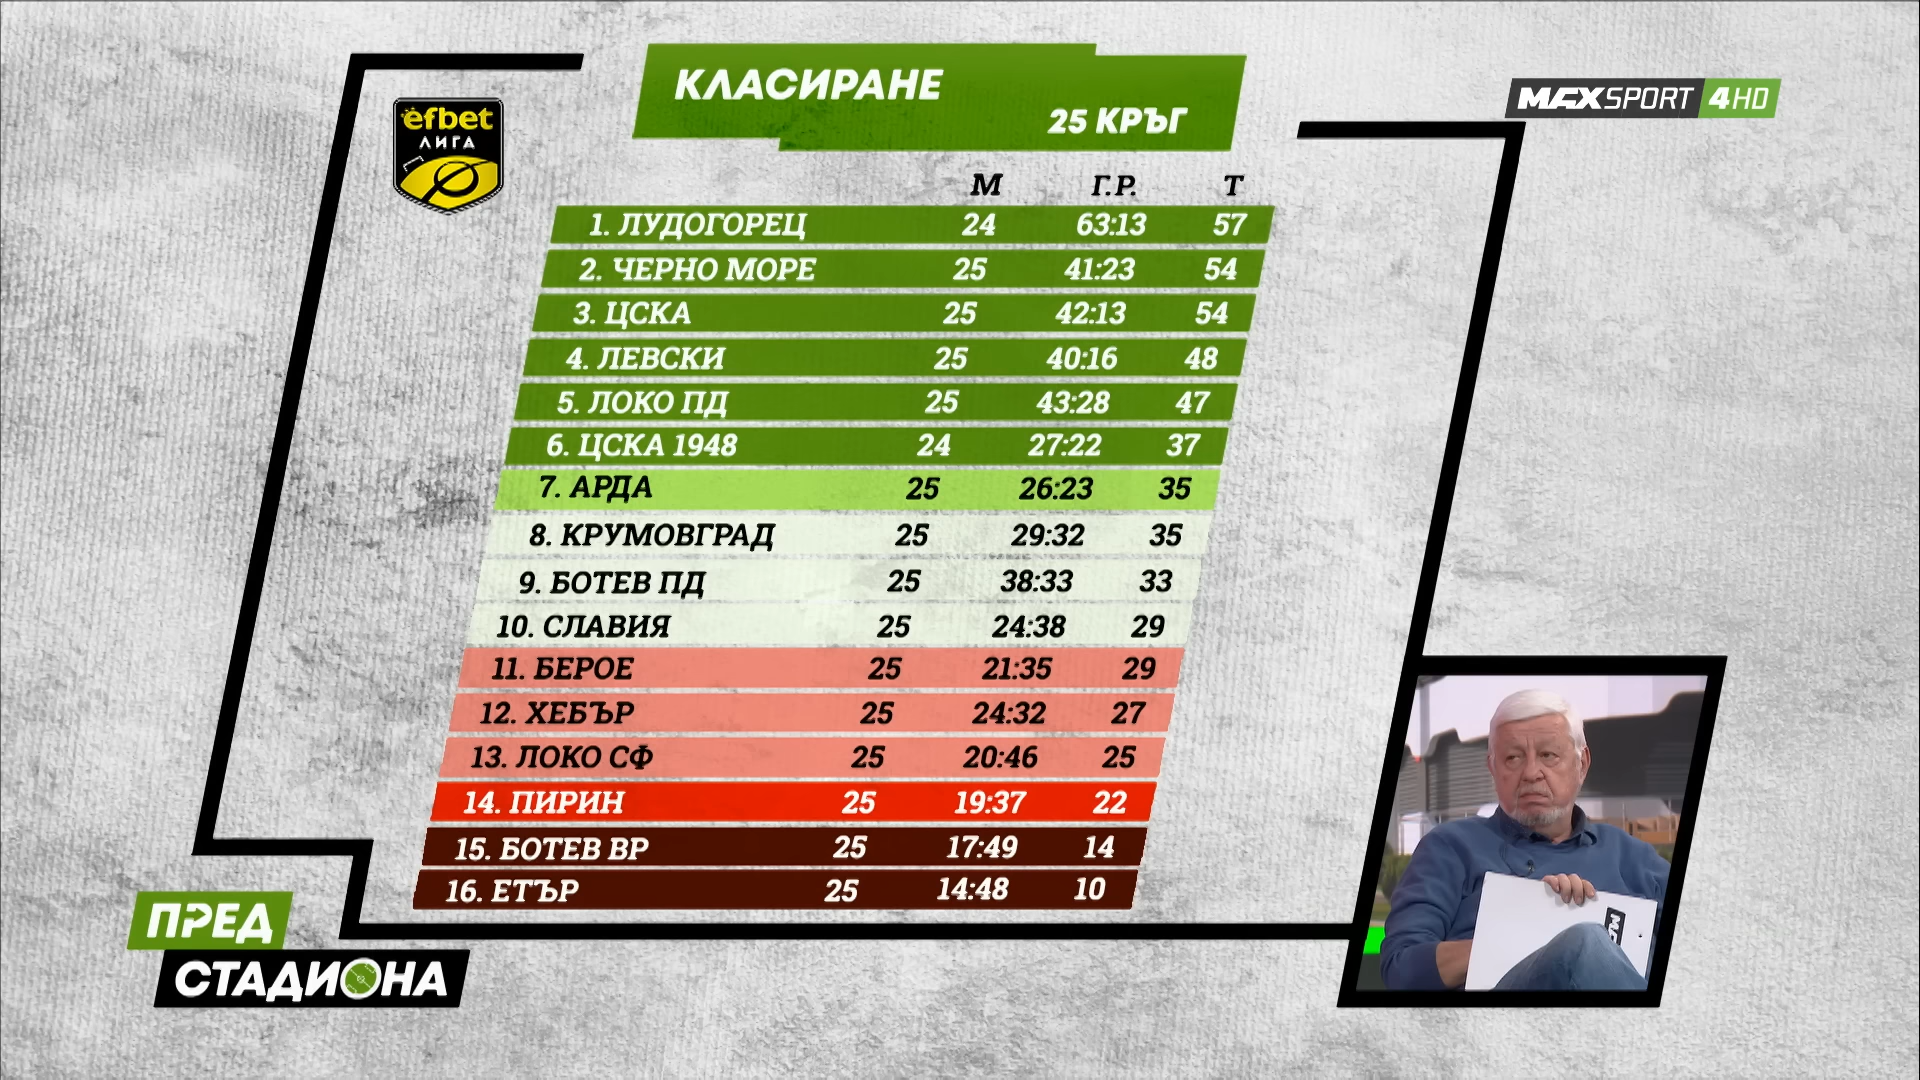 КЛАСИРАНЕ
25 КРЪГ
MAXSPORT 4HD
efbet
ЛИГА
М Г.Р. Т
1. ЛУДОГОРЕЦ 24 63:13 57
2. ЧЕРНО МОРЕ 25 41:23 54
3. ЦСКА 25 42:13 54
4. ЛЕВСКИ 25 40:16 48
5. ЛОКО ПД 25 43:28 47
6. ЦСКА 1948 24 27:22 37
7. АРДА 25 26:23 35
8. КРУМОВГРАД 25 29:32 35
9. БОТЕВ ПД 25 38:33 33
10. СЛАВИЯ 25 24:38 29
11. БЕРОЕ 25 21:35 29
12. ХЕБЪР 25 24:32 27
13. ЛОКО СФ 25 20:46 25
14. ПИРИН 25 19:37 22
15. БОТЕВ ВР 25 17:49 14
16. ЕТЪР 25 14:48 10
ПРЕД
СТАДИОНА